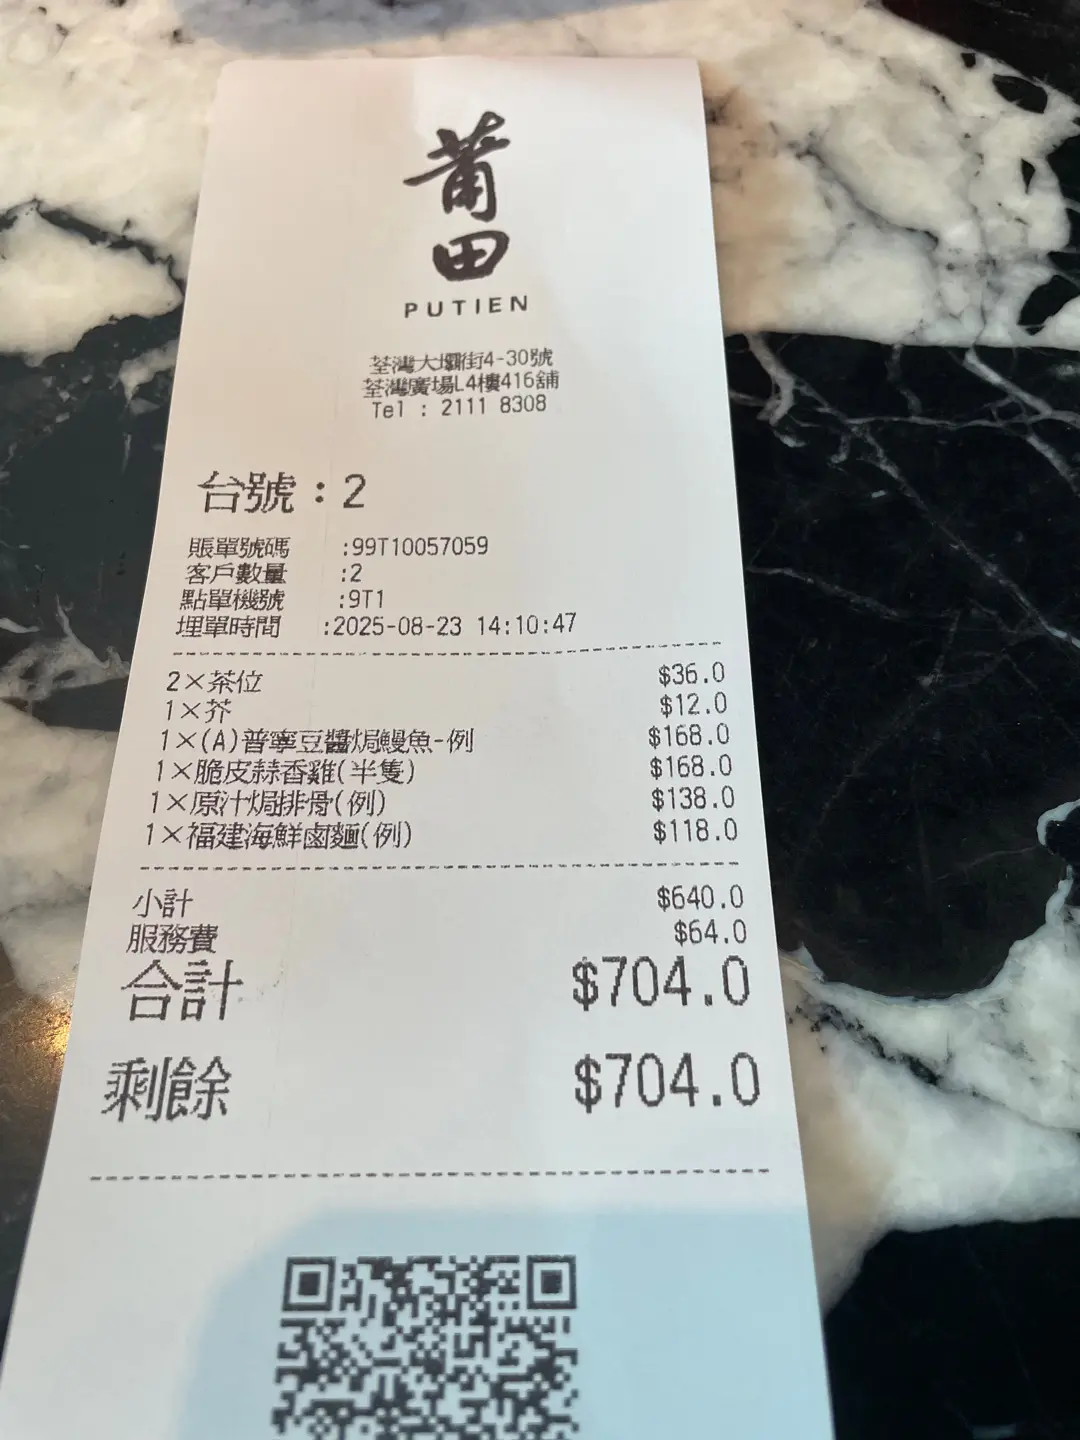 莆
田
PUTIEN
荃灣大壩街4-30號
荃灣廣場L4樓416舖
Tel : 2111 8308
台號：2
賬單號碼 :99T10057059
客戶數量 :2
點單機號 :9T1
埋單時間 :2025-08-23 14:10:47
2×茶位 $36.0
1×芥 $12.0
1×(A)普寧豆醬焗鰻魚-例 $168.0
1×脆皮蒜香雞(半隻) $168.0
1×原汁焗排骨(例) $138.0
1×福建海鮮鹵麵(例) $118.0
小計 $640.0
服務費 $64.0
合計 $704.0
剩餘 $704.0